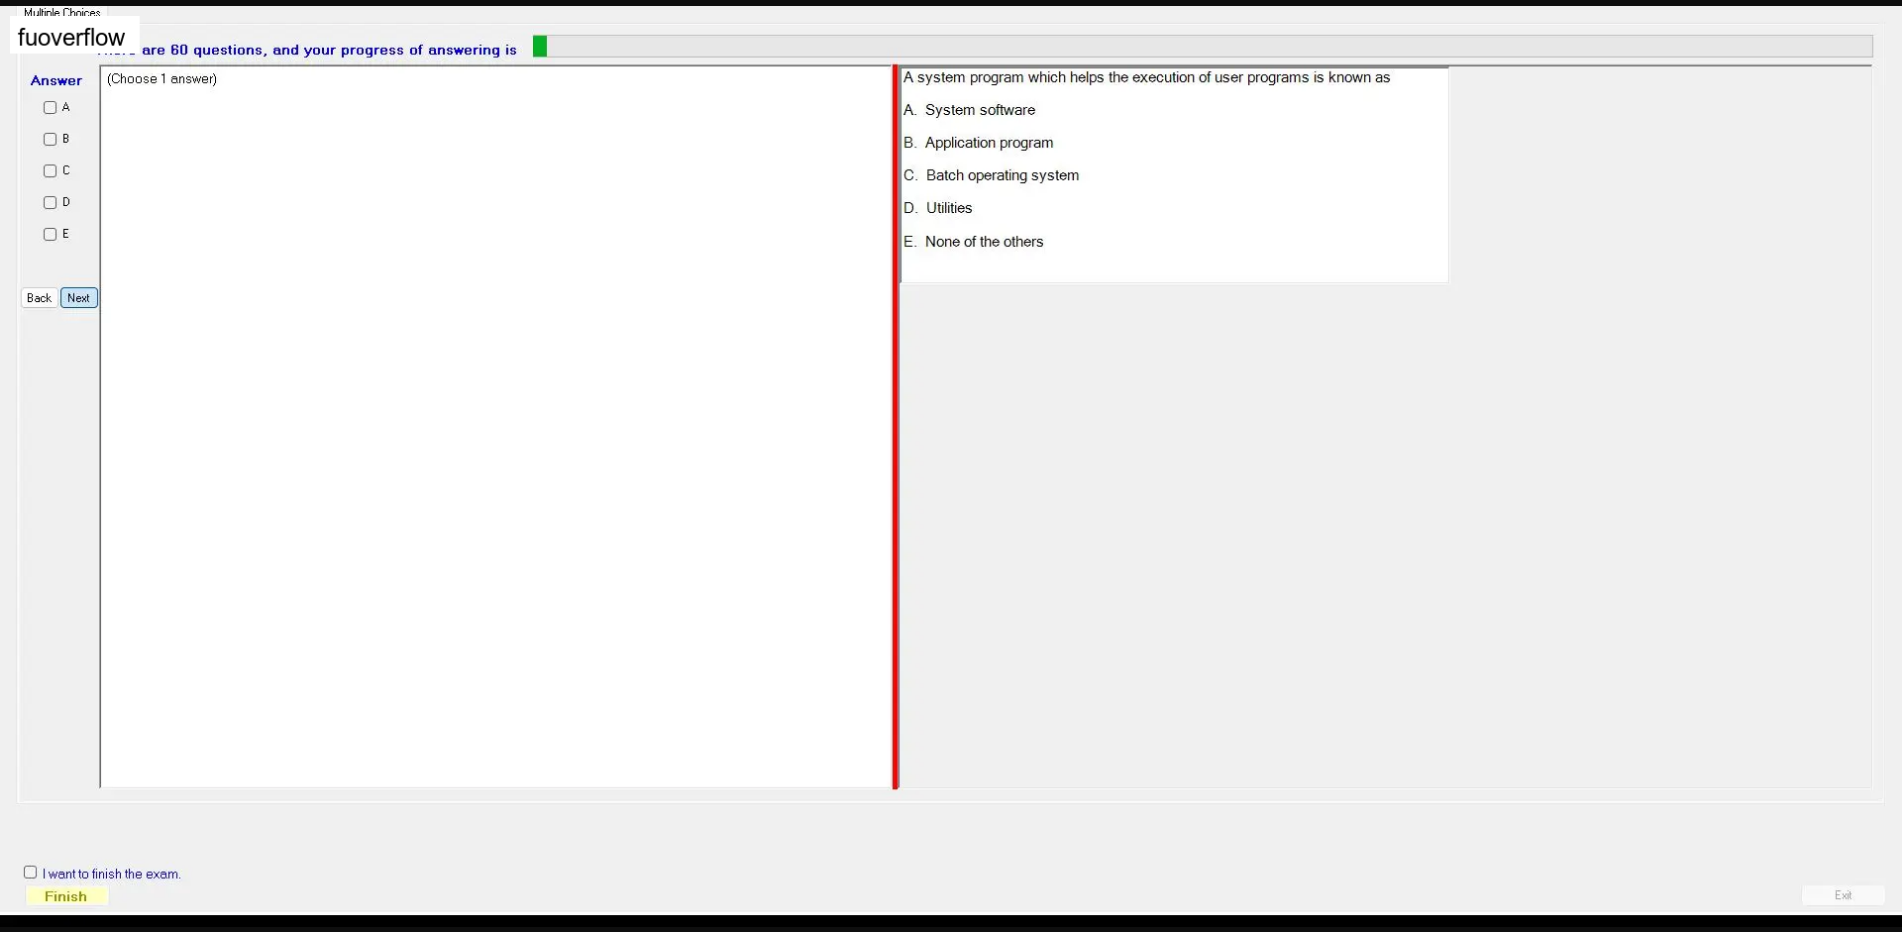 Multiple Choices
fuoverflow
are 60 questions, and your progress of answering is
Answer
(Choose 1 answer)
A
B
C
D
E
Back Next
A system program which helps the execution of user programs is known as
A. System software
B. Application program
C. Batch operating system
D. Utilities
E. None of the others
I want to finish the exam.
Finish
Exit